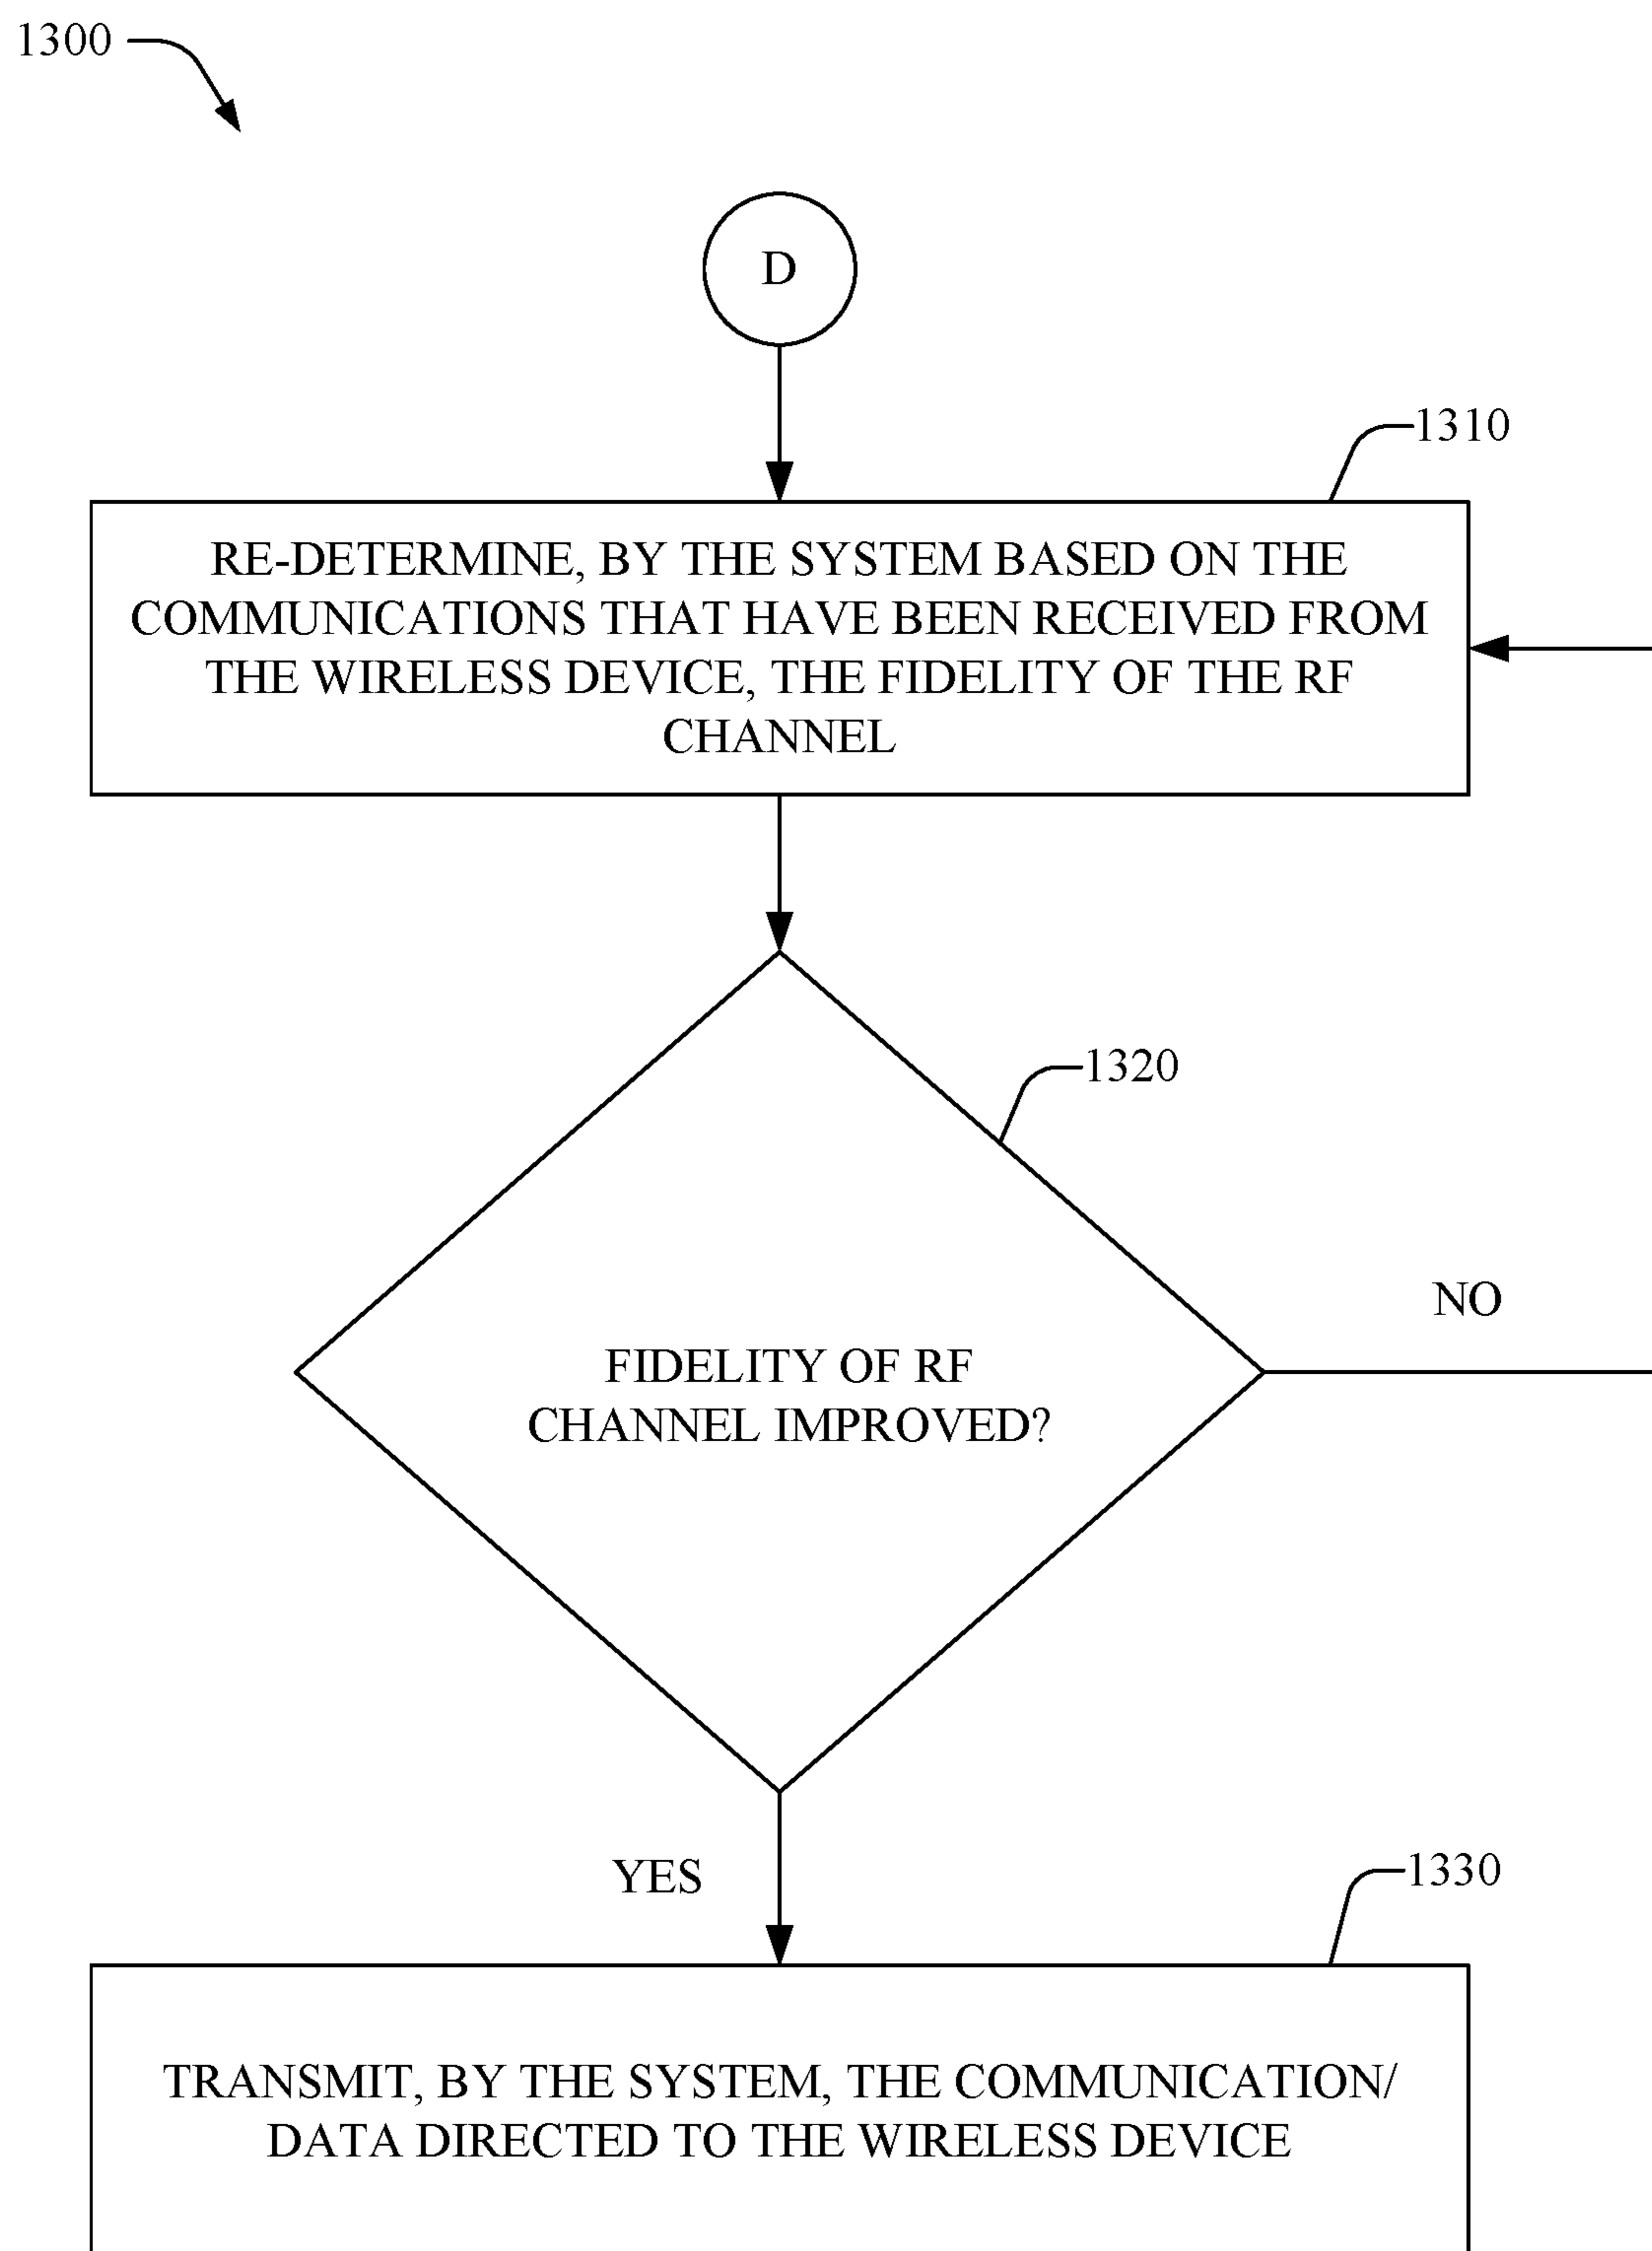 1300
D
1310
RE-DETERMINE, BY THE SYSTEM BASED ON THE
COMMUNICATIONS THAT HAVE BEEN RECEIVED FROM
THE WIRELESS DEVICE, THE FIDELITY OF THE RF
CHANNEL
1320
NO
FIDELITY OF RF
CHANNEL IMPROVED?
YES
1330
TRANSMIT, BY THE SYSTEM, THE COMMUNICATION/
DATA DIRECTED TO THE WIRELESS DEVICE